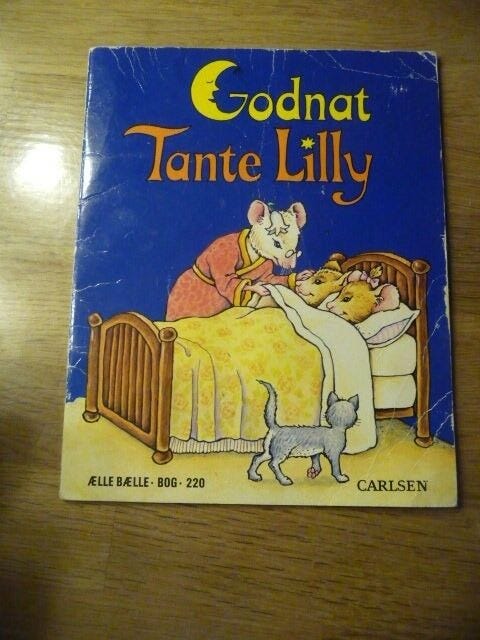 Godnat
Tante Lilly
ÆLLE BÆLLE · BOG · 220
CARLSEN